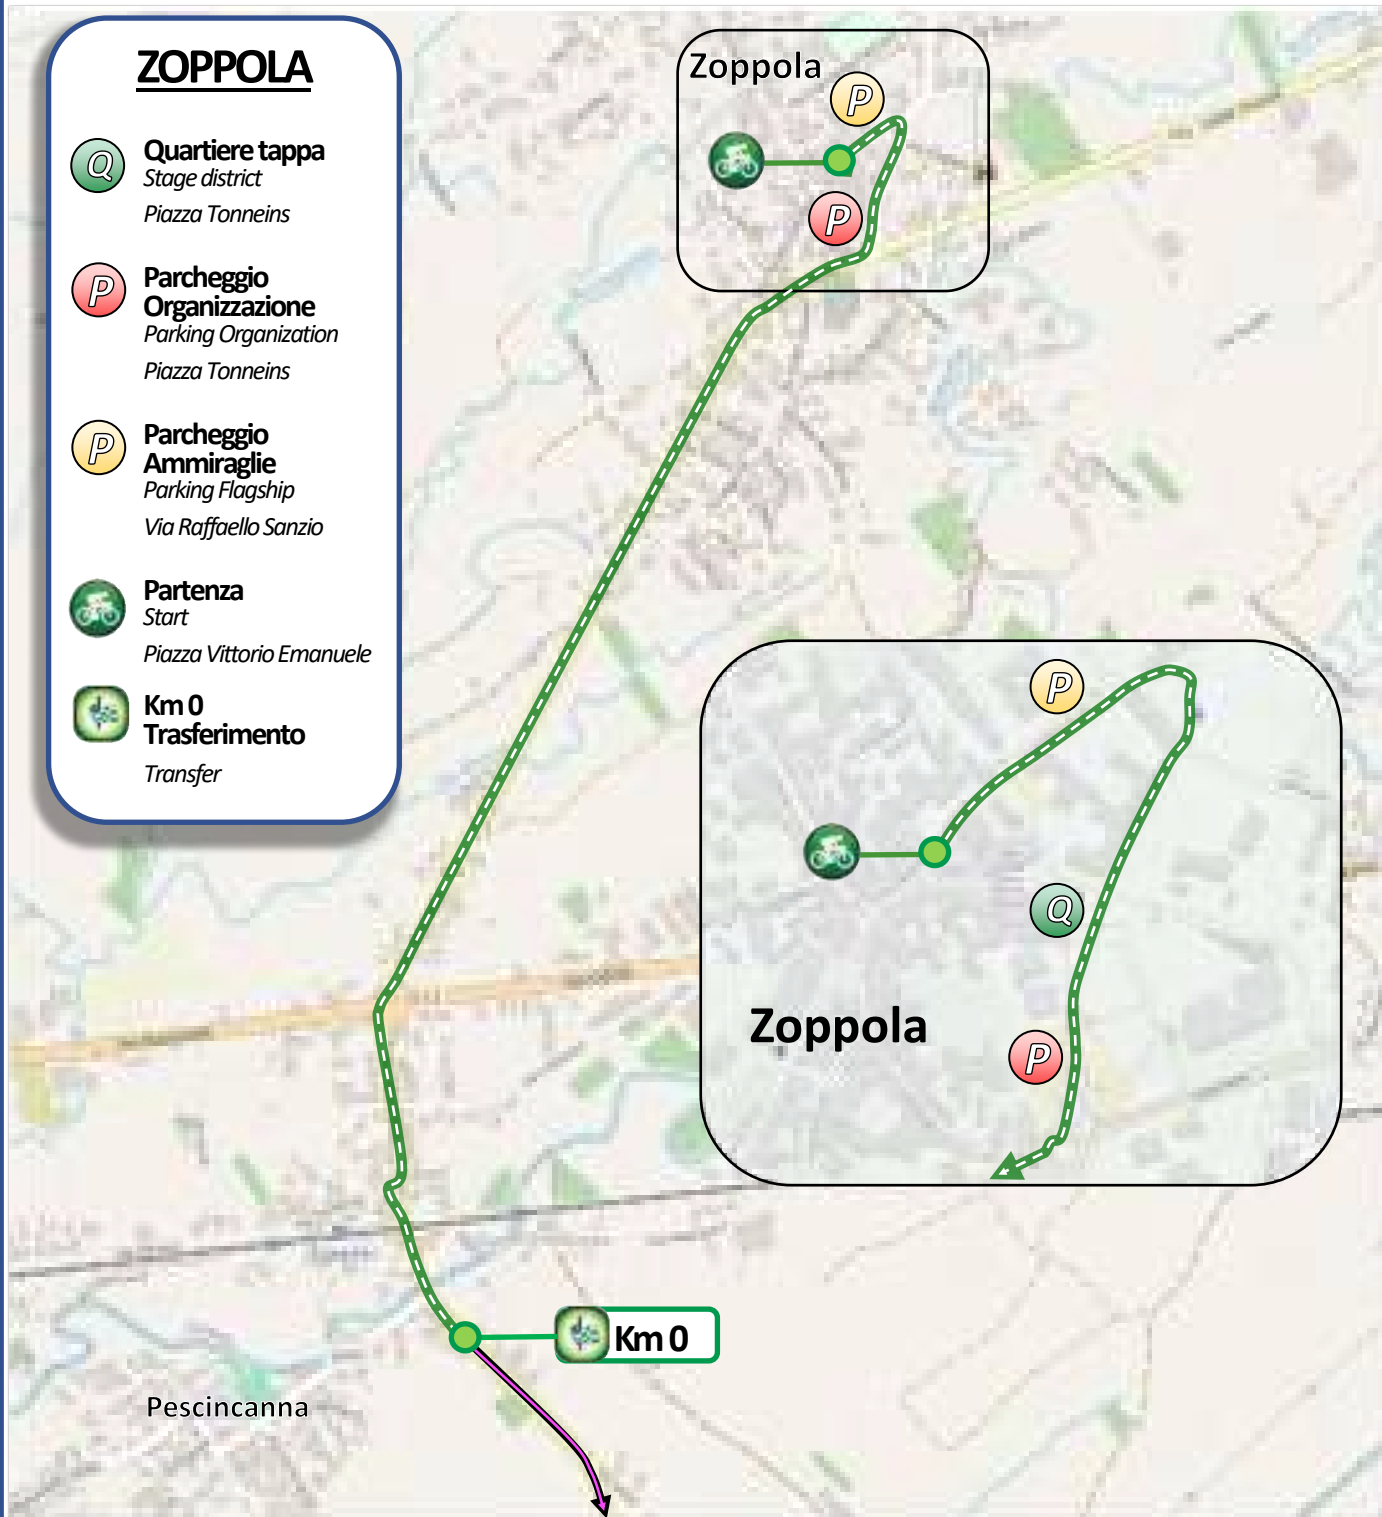 ZOPPOLA
Q
Quartiere tappa
Stage district
Piazza Tonneins
P
Parcheggio
Organizzazione
Parking Organization
Piazza Tonneins
P
Parcheggio
Ammiraglie
Parking Flagship
Via Raffaello Sanzio
Partenza
Start
Piazza Vittorio Emanuele
Km 0
Trasferimento
Transfer
Zoppola
P
P
P
Q
Zoppola
P
Km 0
Pescincanna